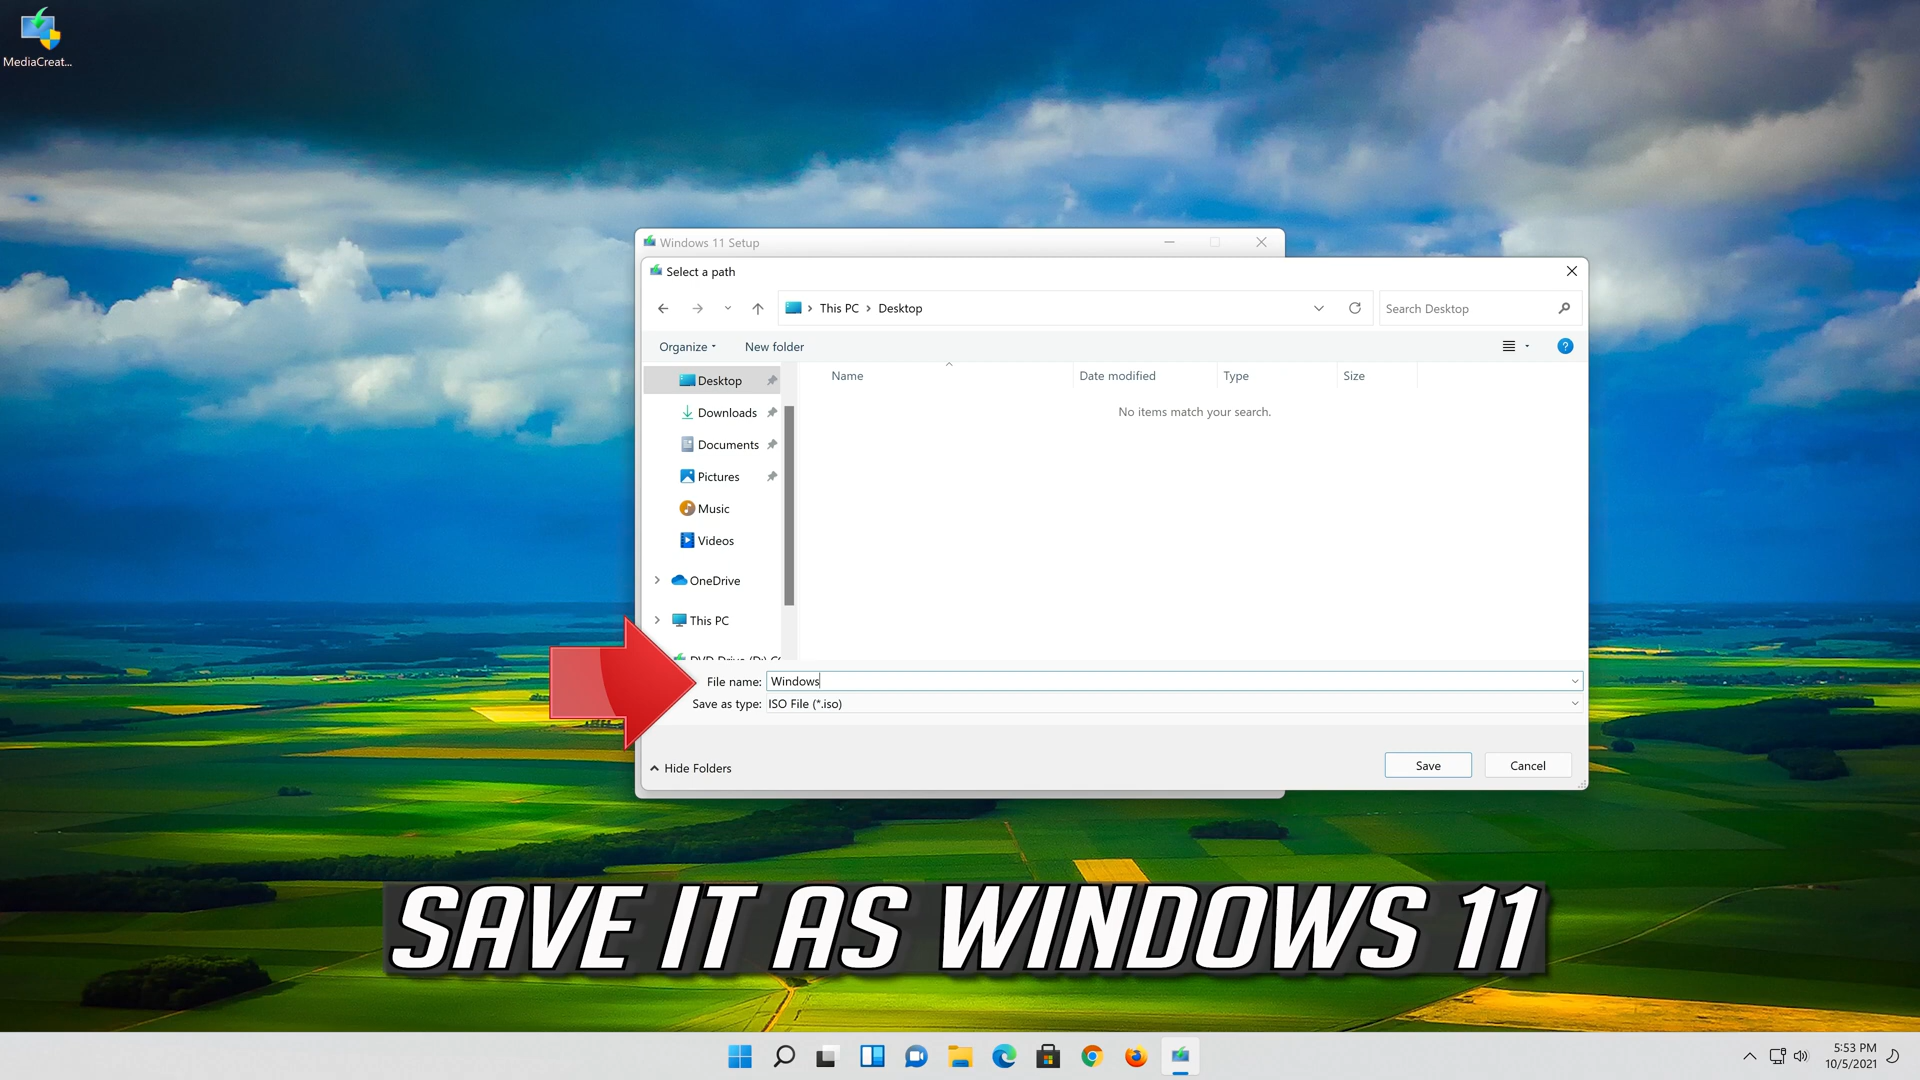 MediaCreat...
Windows 11 Setup
Select a path
This PC
Desktop
Search Desktop
Organize
New folder
Name
Date modified
Type
Size
No items match your search.
Desktop
Downloads
Documents
Pictures
Music
Videos
OneDrive
This PC
File name:
Windows
Save as type:
ISO File (*.iso)
Hide Folders
Save
Cancel
SAVE IT AS WINDOWS 11
5:53 PM
10/5/2021